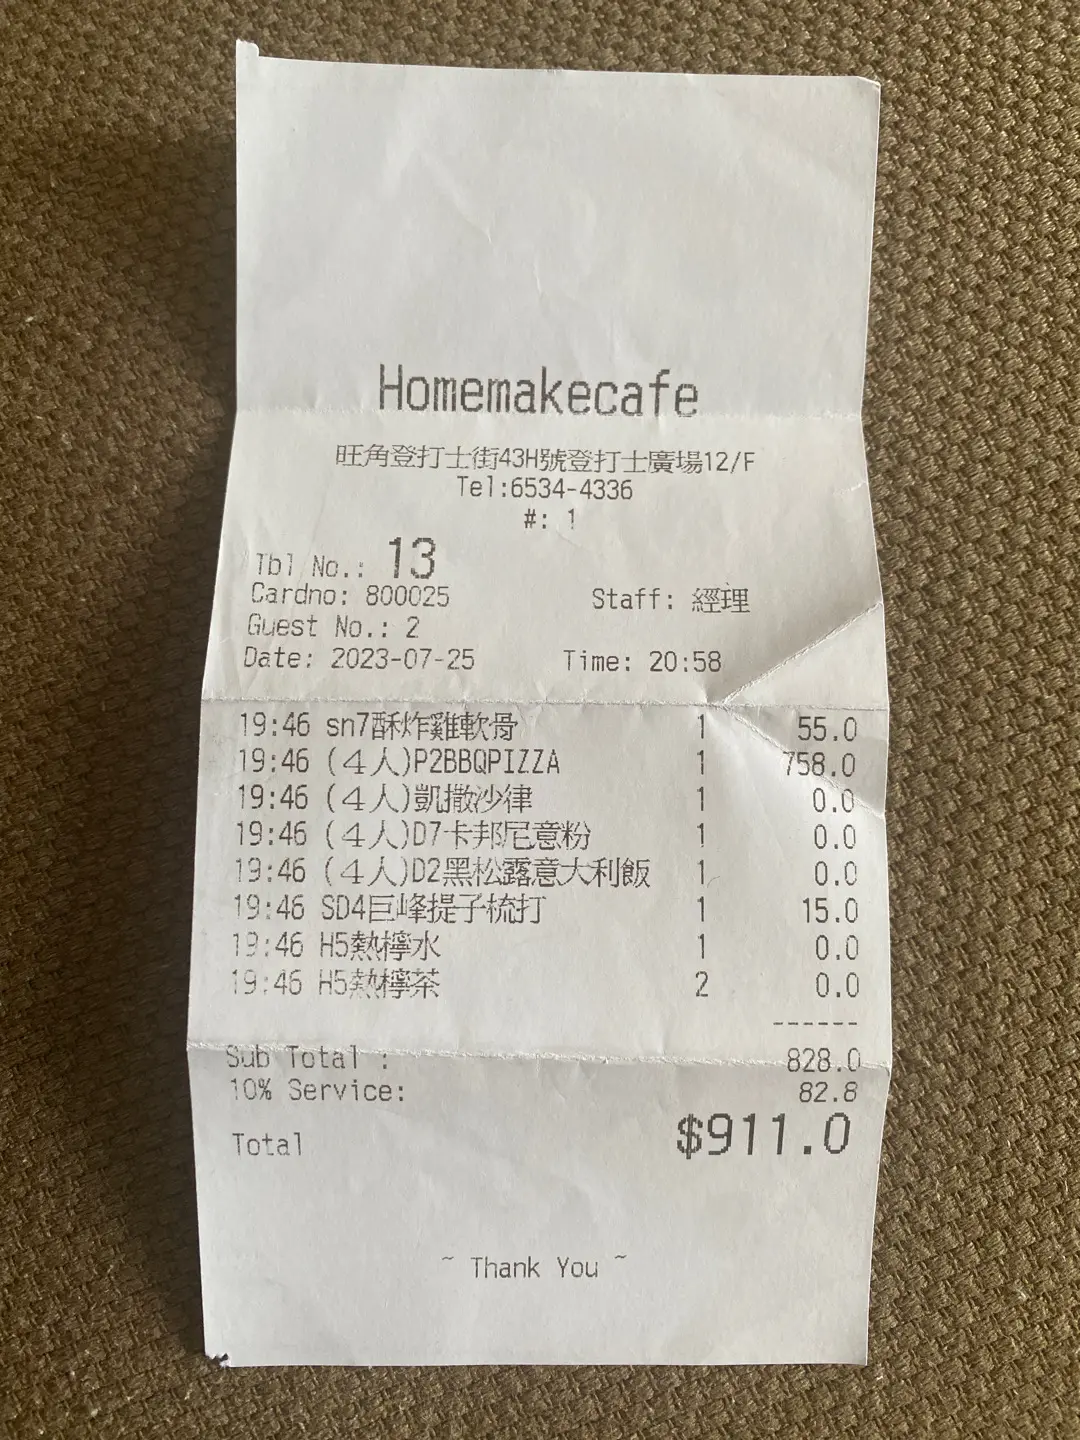 Homemakecafe
旺角登打士街43H號登打士廣場12/F
Tel:6534-4336
#: 1
Tbl No.: 13
Cardno: 800025 Staff: 經理
Guest No.: 2
Date: 2023-07-25 Time: 20:58
19:46 sn7酥炸雞軟骨 1 55.0
19:46 (４人)P2BBQPIZZA 1 758.0
19:46 (４人)凱撒沙律 1 0.0
19:46 (４人)D7卡邦尼意粉 1 0.0
19:46 (４人)D2黑松露意大利飯 1 0.0
19:46 SD4巨峰提子梳打 1 15.0
19:46 H5熱檸水 1 0.0
19:46 H5熱檸茶 2 0.0
------
Sub Total : 828.0
10% Service: 82.8
Total $911.0
~ Thank You ~